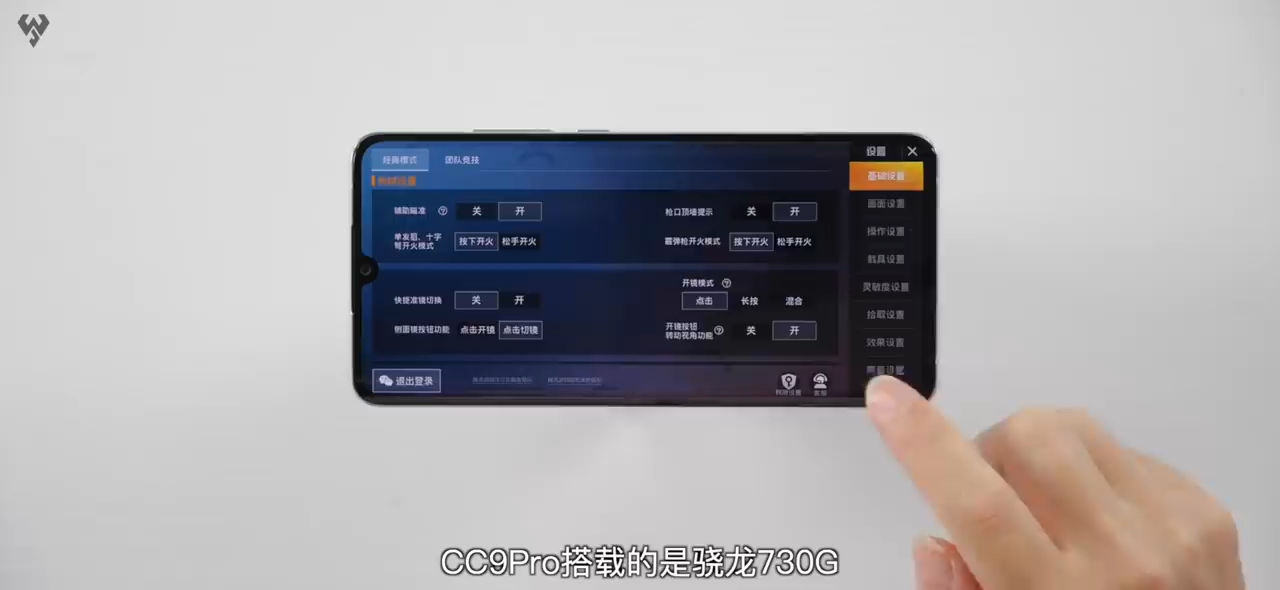 经典模式 团队竞技
设置
基础设置
辅助瞄准 关 开
枪口顶墙提示 关 开
画面设置
单发狙、十字
弩开火模式
按下开火 松手开火
霰弹枪开火模式 按下开火 松手开火
操作设置
载具设置
开镜模式
灵敏度设置
快捷准镜切换 关 开
点击 长按 混合
拾取设置
侧面镜按钮功能 点击开镜 点击切镜
开镜按钮
转动视角功能
关 开
效果设置
退出登录
客服
CC9Pro搭载的是骁龙730G